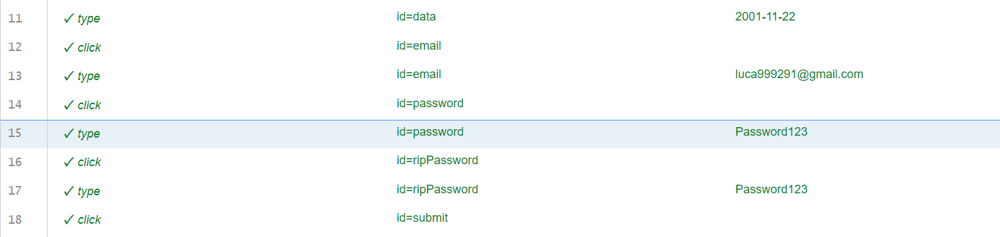 11 ✓ type id=data 2001-11-22
12 ✓ click id=email
13 ✓ type id=email luca999291@gmail.com
14 ✓ click id=password
15 ✓ type id=password Password123
16 ✓ click id=ripPassword
17 ✓ type id=ripPassword Password123
18 ✓ click id=submit